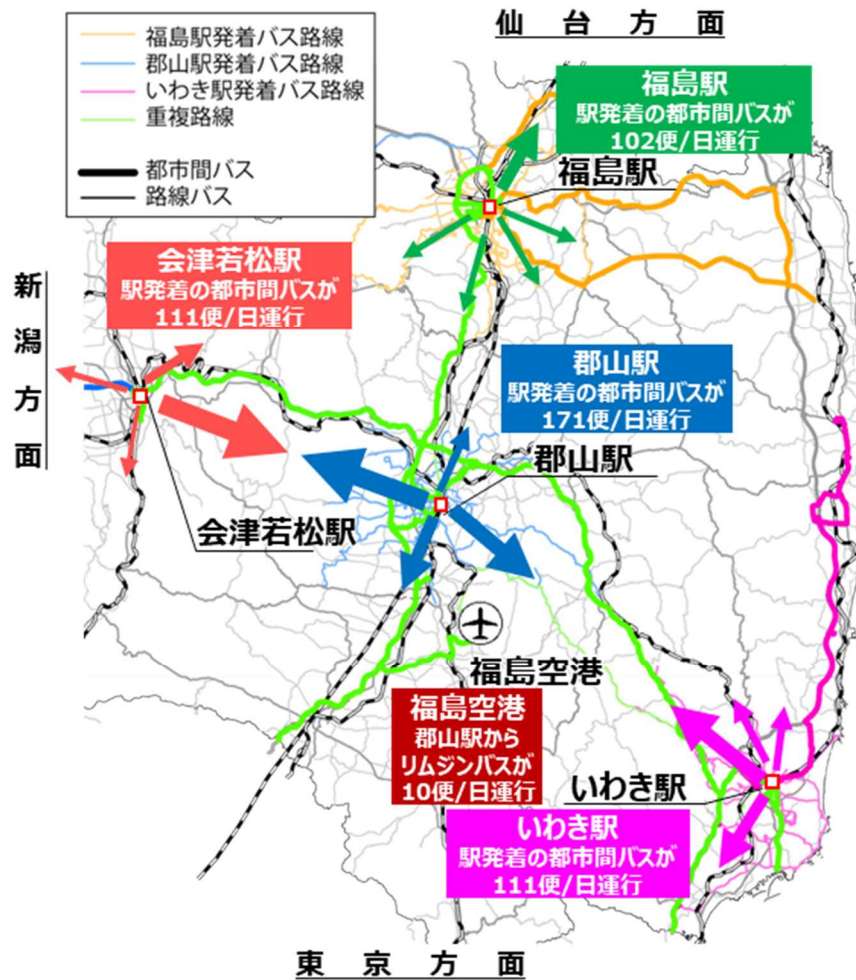 仙台方面
福島駅発着バス路線
郡山駅発着バス路線
いわき駅発着バス路線
重複路線
都市間バス
路線バス
福島駅
駅発着の都市間バスが
102便/日運行
福島駅
会津若松駅
駅発着の都市間バスが
111便/日運行
新潟方面
郡山駅
駅発着の都市間バスが
171便/日運行
郡山駅
会津若松駅
福島空港
福島空港
郡山駅から
リムジンバスが
10便/日運行
いわき駅
いわき駅
駅発着の都市間バスが
111便/日運行
東京方面